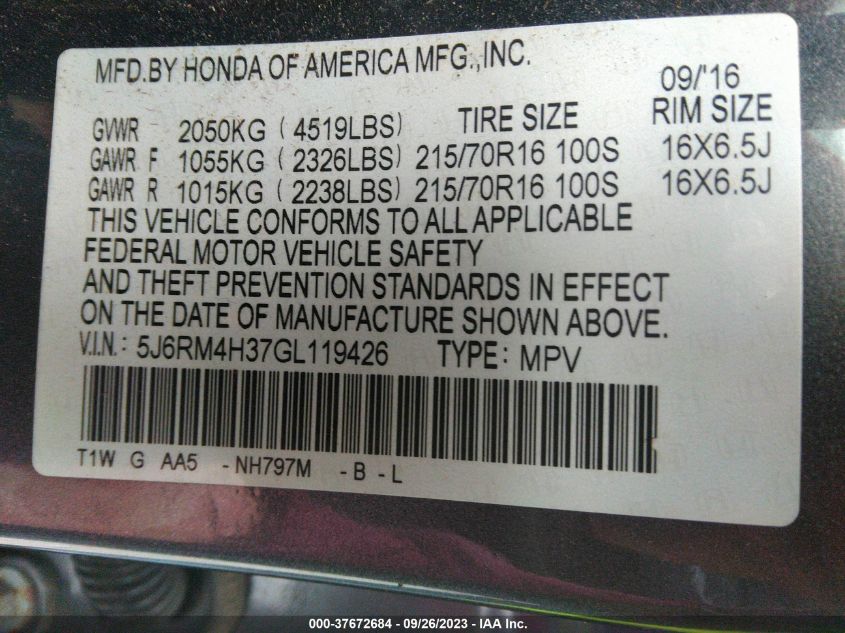 MFD.BY HONDA OF AMERICA MFG.,INC. 09/'16
GVWR 2050KG ( 4519LBS) TIRE SIZE RIM SIZE
GAWR F 1055KG ( 2326LBS) 215/70R16 100S 16X6.5J
GAWR R 1015KG ( 2238LBS) 215/70R16 100S 16X6.5J
THIS VEHICLE CONFORMS TO ALL APPLICABLE
FEDERAL MOTOR VEHICLE SAFETY
AND THEFT PREVENTION STANDARDS IN EFFECT
ON THE DATE OF MANUFACTURE SHOWN ABOVE.
V.I.N.: 5J6RM4H37GL119426 TYPE: MPV
T1W G AA5 -NH797M -B -L
000-37672684 - 09/26/2023 - IAA Inc.